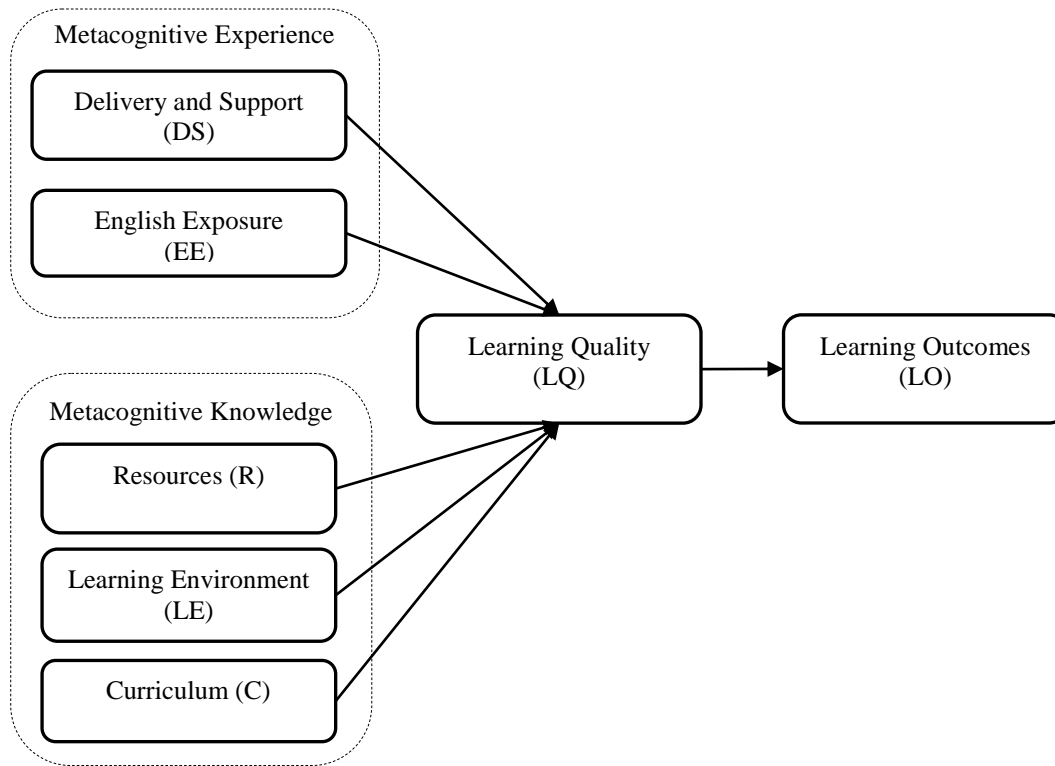 Metacognitive Experience
Delivery and Support
(DS)
English Exposure
(EE)
Learning Quality
(LQ)
Learning Outcomes
(LO)
Metacognitive Knowledge
Resources (R)
Learning Environment
(LE)
Curriculum (C)